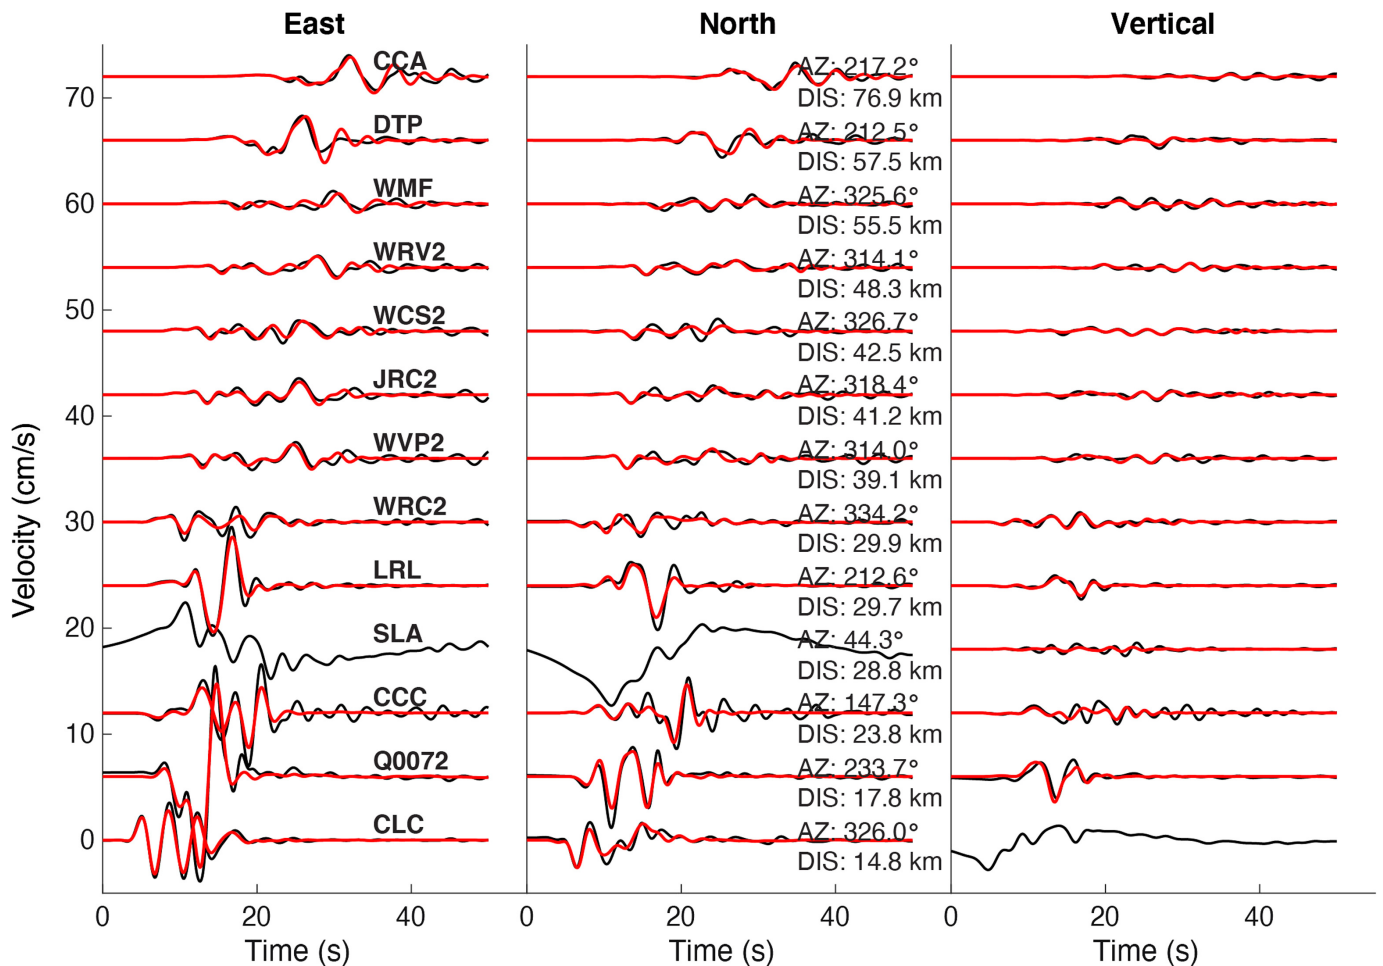 East North Vertical
CCA AZ: 217.2°
70 DIS: 76.9 km
DTP AZ: 212.5°
DIS: 57.5 km
WMF AZ: 325.6°
60 DIS: 55.5 km
WRV2 AZ: 314.1°
DIS: 48.3 km
50 WCS2 AZ: 326.7°
DIS: 42.5 km
JRC2 AZ: 318.4°
40 DIS: 41.2 km
WVP2 AZ: 314.0°
DIS: 39.1 km
30 WRC2 AZ: 334.2°
DIS: 29.9 km
LRL AZ: 212.6°
DIS: 29.7 km
20 SLA AZ: 44.3°
DIS: 28.8 km
CCC AZ: 147.3°
10 DIS: 23.8 km
Q0072 AZ: 233.7°
DIS: 17.8 km
0 CLC AZ: 326.0°
DIS: 14.8 km
Velocity (cm/s)
0 20 40 0 20 40 0 20 40
Time (s) Time (s) Time (s)